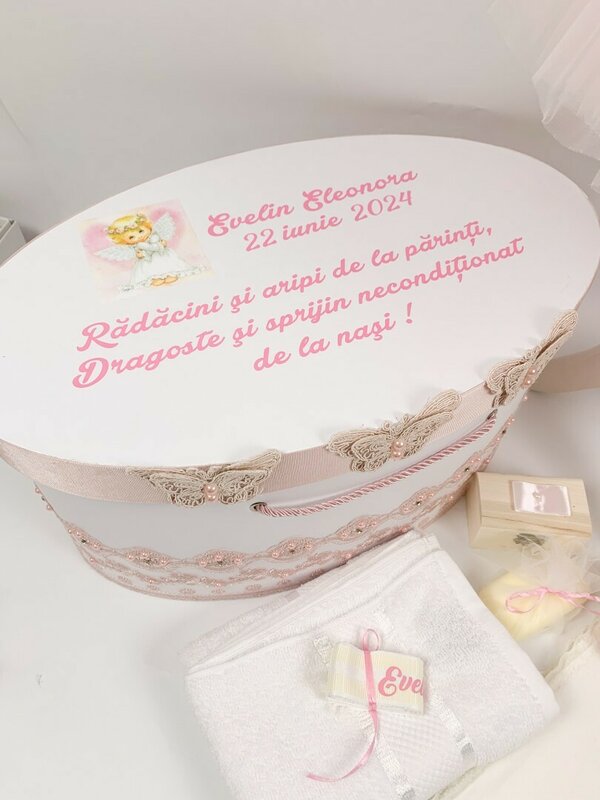 Evelin Eleonora
22 iunie 2024
Rădăcini și aripi de la părinți,
Dragoste și sprijin necondiționat
de la nași !
Eve